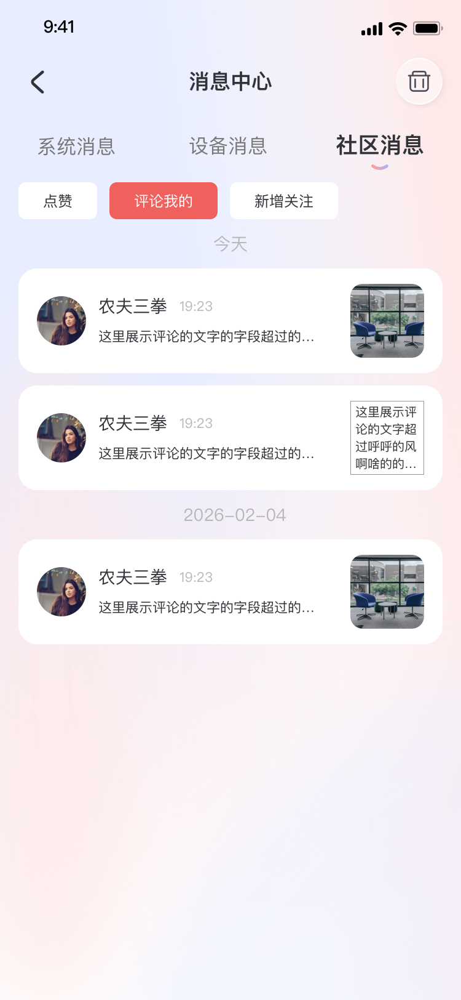 9:41
消息中心
系统消息 设备消息 社区消息
点赞 评论我的 新增关注
今天
农夫三拳 19:23
这里展示评论的文字的字段超过的...
农夫三拳 19:23
这里展示评论的文字的字段超过的...
这里展示评
论的文字超
过呼呼的风
啊啥的的...
2026-02-04
农夫三拳 19:23
这里展示评论的文字的字段超过的...